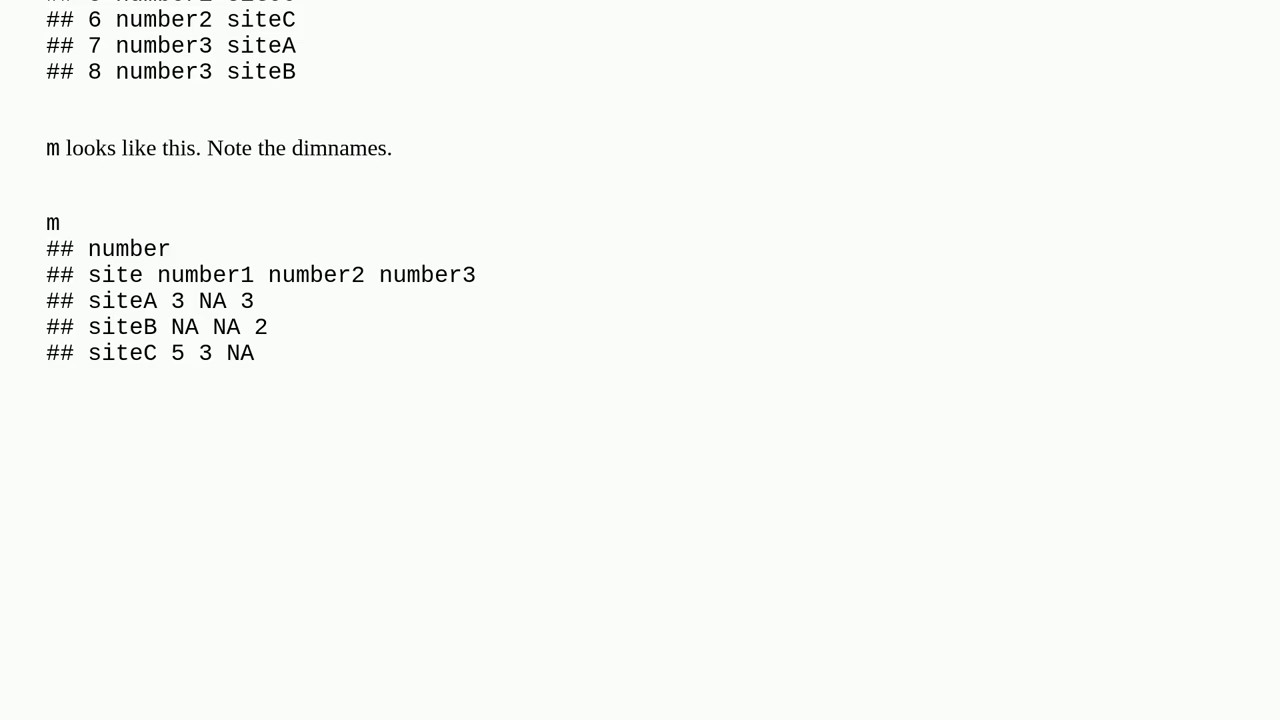 ## 6 number2 siteC
## 7 number3 siteA
## 8 number3 siteB
m looks like this. Note the dimnames.
m
## number
## site number1 number2 number3
## siteA 3 NA 3
## siteB NA NA 2
## siteC 5 3 NA